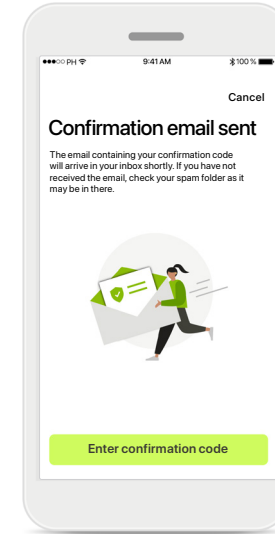 ●●●○○ PH 9:41 AM 100 %
Cancel
Confirmation email sent
The email containing your confirmation code
will arrive in your inbox shortly. If you have not
received the email, check your spam folder as it
may be in there.
Enter confirmation code